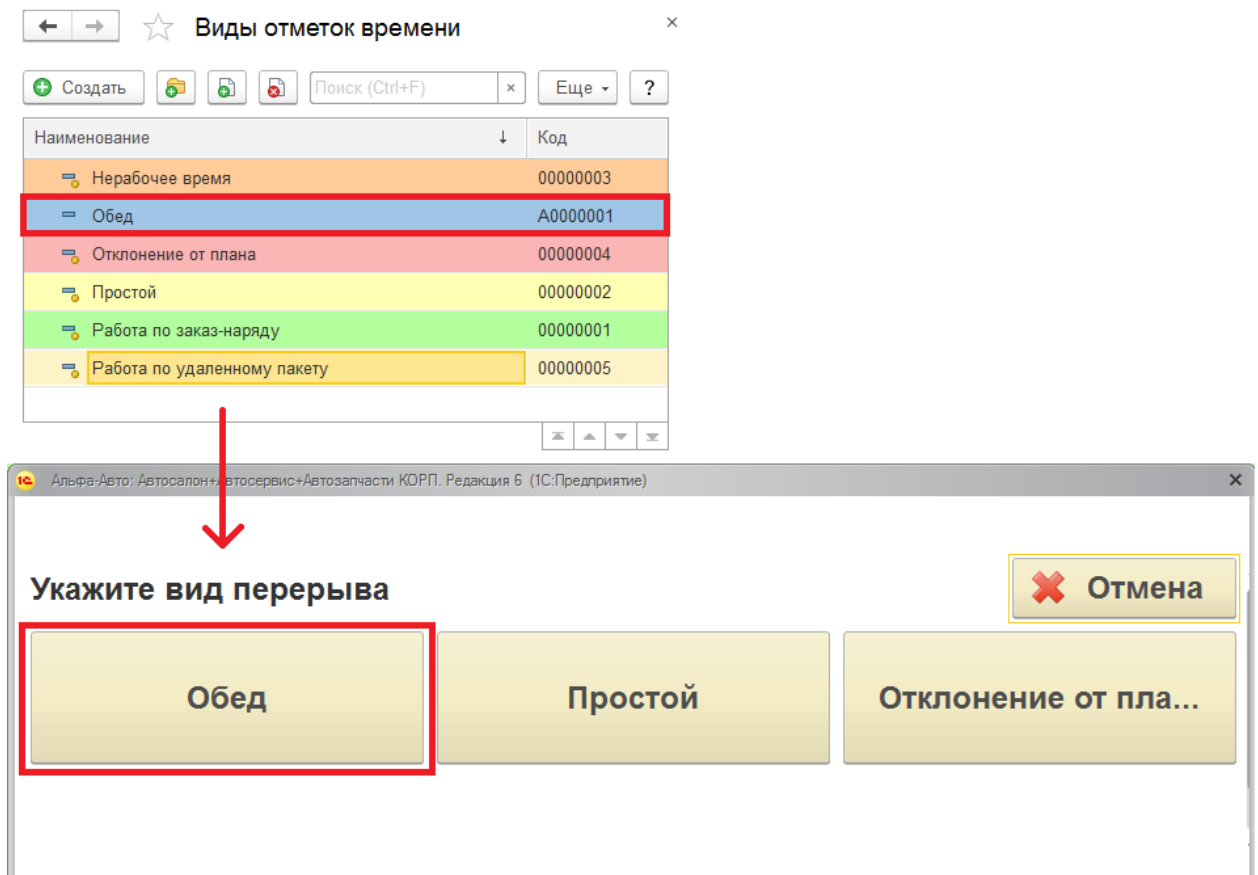 Виды отметок времени
Создать Поиск (Ctrl+F) Еще ?
Наименование Код
Нерабочее время 00000003
Обед A0000001
Отклонение от плана 00000004
Простой 00000002
Работа по заказ-наряду 00000001
Работа по удаленному пакету 00000005
1С Альфа-Авто: Автосалон+Автосервис+Автозапчасти КОРП. Редакция 6 (1С:Предприятие)
Укажите вид перерыва Отмена
Обед Простой Отклонение от пла...